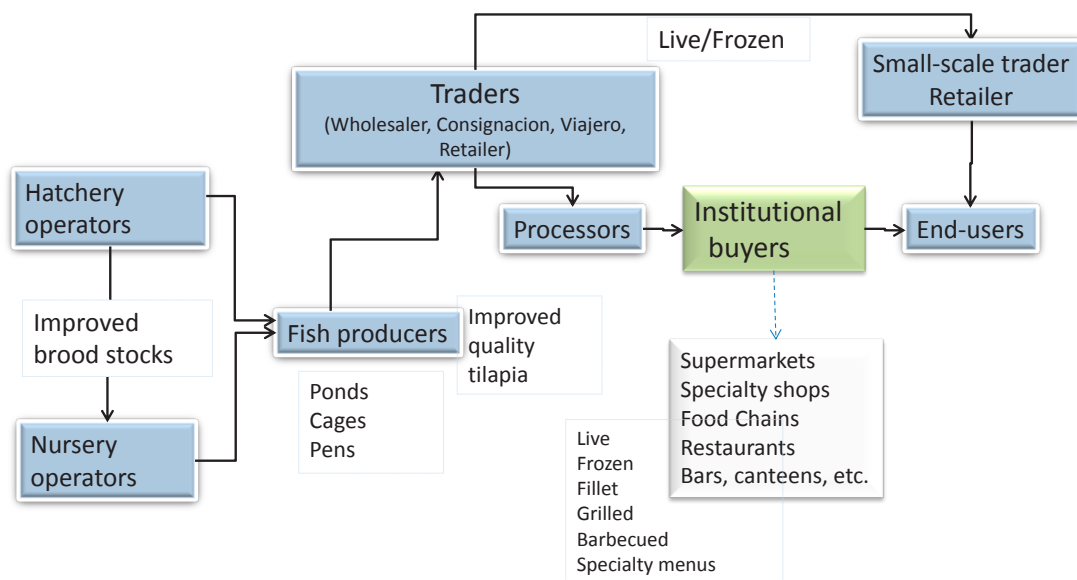 Live/Frozen
Small-scale trader
Retailer
Traders
(Wholesaler, Consignacion, Viajero,
Retailer)
Hatchery
operators
Processors
Institutional
buyers
End-users
Improved
brood stocks
Fish producers
Improved
quality
tilapia
Ponds
Cages
Pens
Nursery
operators
Supermarkets
Specialty shops
Food Chains
Restaurants
Bars, canteens, etc.
Live
Frozen
Fillet
Grilled
Barbecued
Specialty menus